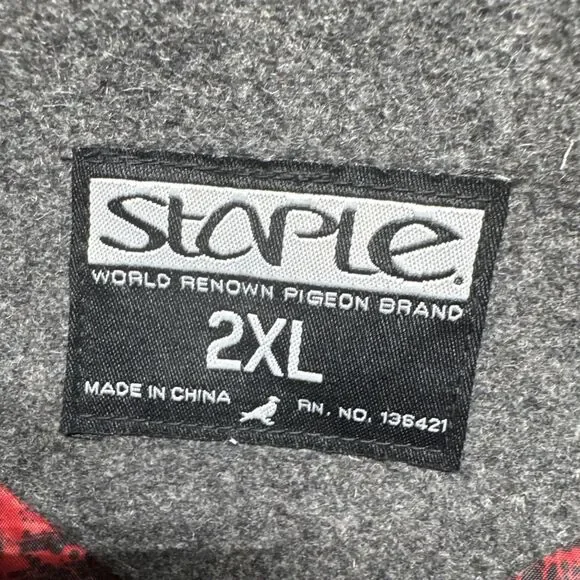 STAPLE
WORLD RENOWN PIGEON BRAND
2XL
MADE IN CHINA RN. NO. 136421